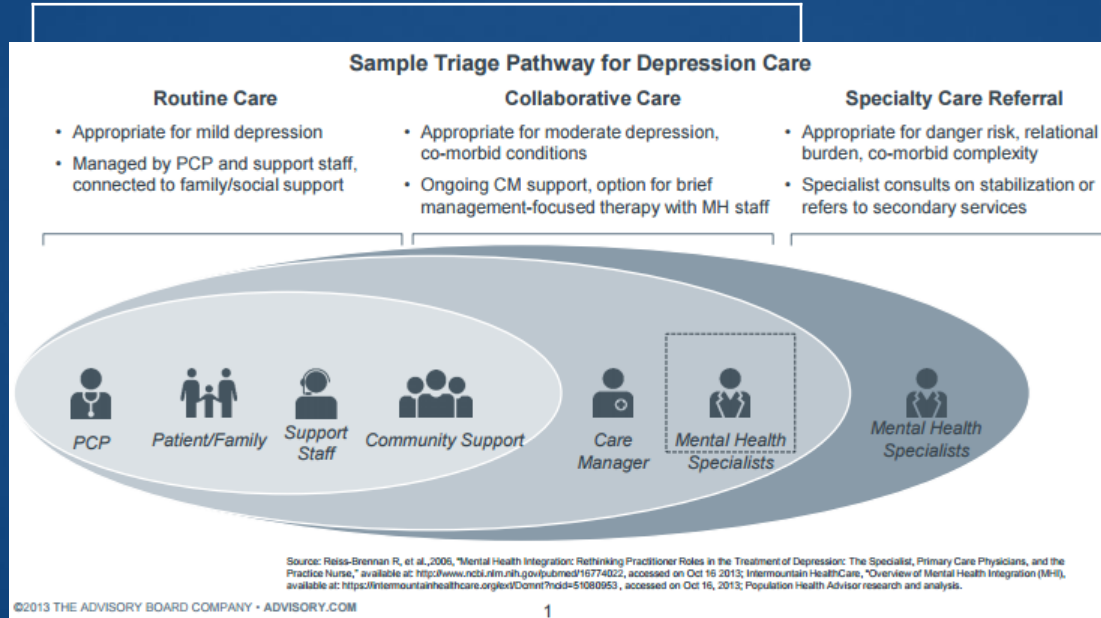 Sample Triage Pathway for Depression Care
Routine Care
• Appropriate for mild depression
• Managed by PCP and support staff,
connected to family/social support
Collaborative Care
• Appropriate for moderate depression,
co-morbid conditions
• Ongoing CM support, option for brief
management-focused therapy with MH staff
Specialty Care Referral
• Appropriate for danger risk, relational
burden, co-morbid complexity
• Specialist consults on stabilization or
refers to secondary services
PCP
Patient/Family
Support
Staff
Community Support
Care
Manager
Mental Health
Specialists
Mental Health
Specialists
Source: Reiss-Brennan R, et al.,2006, "Mental Health Integration: Rethinking Practitioner Roles in the Treatment of Depression: The Specialist, Primary Care Physicians, and the
Practice Nurse," available at: http://www.ncbi.nlm.nih.gov/pubmed/16774022, accessed on Oct 16 2013; Intermountain HealthCare, "Overview of Mental Health Integration (MHI),
available at: https://intermountainhealthcare.org/ext/Dcmnt?ncid=51080953 , accessed on Oct 16, 2013; Population Health Advisor research and analysis.
©2013 THE ADVISORY BOARD COMPANY • ADVISORY.COM
1